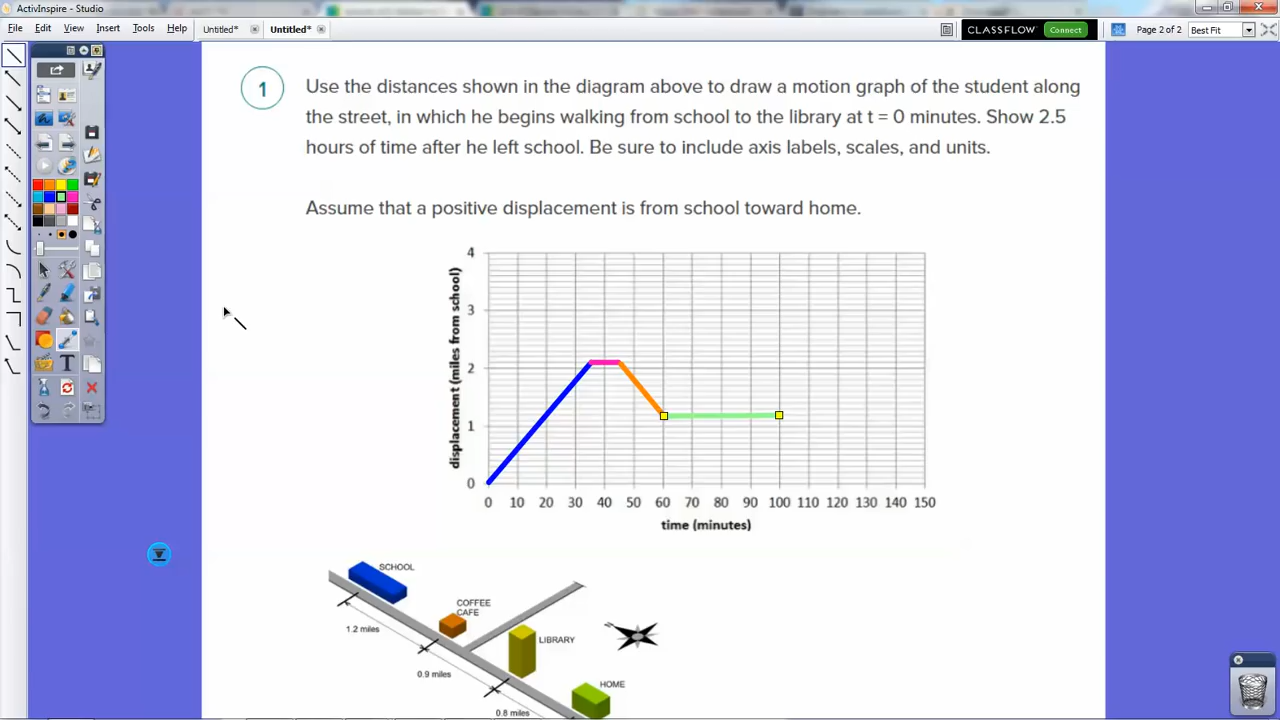 ActivInspire - Studio
File Edit View Insert Tools Help Untitled* Untitled* CLASSFLOW Connect Page 2 of 2 Best Fit
1 Use the distances shown in the diagram above to draw a motion graph of the student along
the street, in which he begins walking from school to the library at t = 0 minutes. Show 2.5
hours of time after he left school. Be sure to include axis labels, scales, and units.
Assume that a positive displacement is from school toward home.
displacement (miles from school)
4
3
2
1
0
0 10 20 30 40 50 60 70 80 90 100 110 120 130 140 150
time (minutes)
SCHOOL
COFFEE
CAFE
1.2 miles
LIBRARY
0.9 miles
HOME
0.8 miles